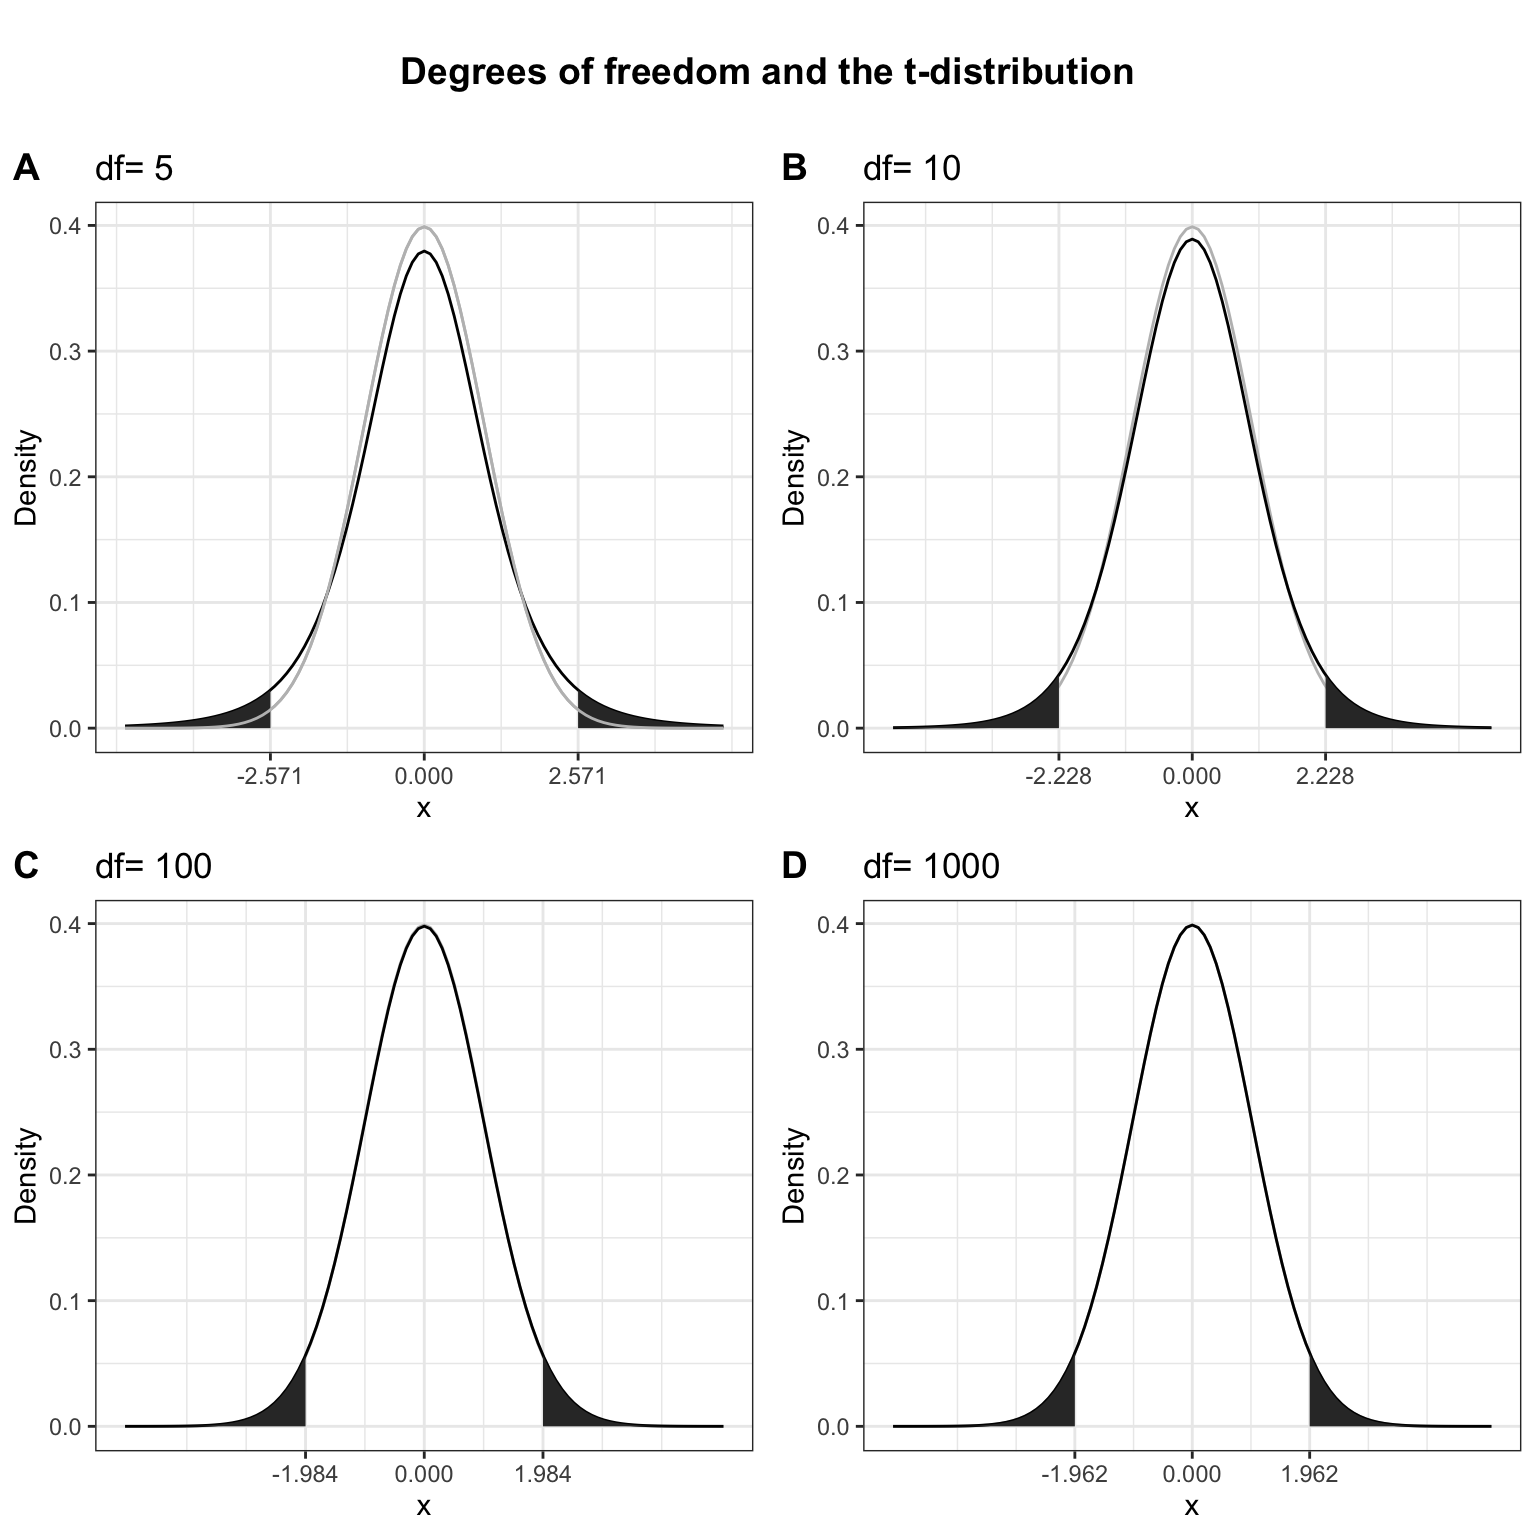 Degrees of freedom and the t-distribution
A df= 5
0.4
0.3
0.2
0.1
0.0
Density
-2.571 0.000 2.571
x
B df= 10
0.4
0.3
0.2
0.1
0.0
Density
-2.228 0.000 2.228
x
C df= 100
0.4
0.3
0.2
0.1
0.0
Density
-1.984 0.000 1.984
x
D df= 1000
0.4
0.3
0.2
0.1
0.0
Density
-1.962 0.000 1.962
x